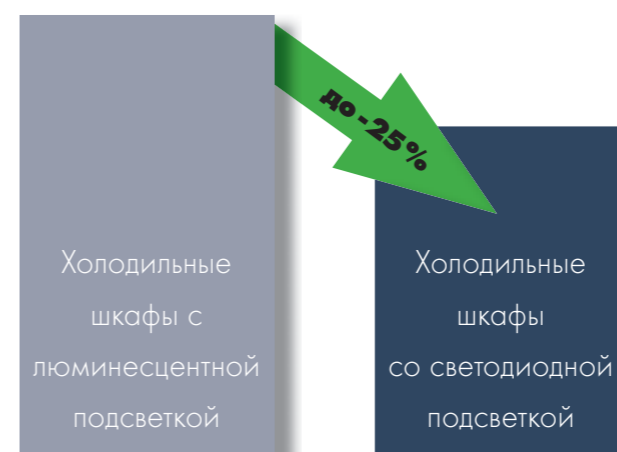 до -25%
Холодильные
шкафы с
люминесцентной
подсветкой
Холодильные
шкафы
со светодиодной
подсветкой